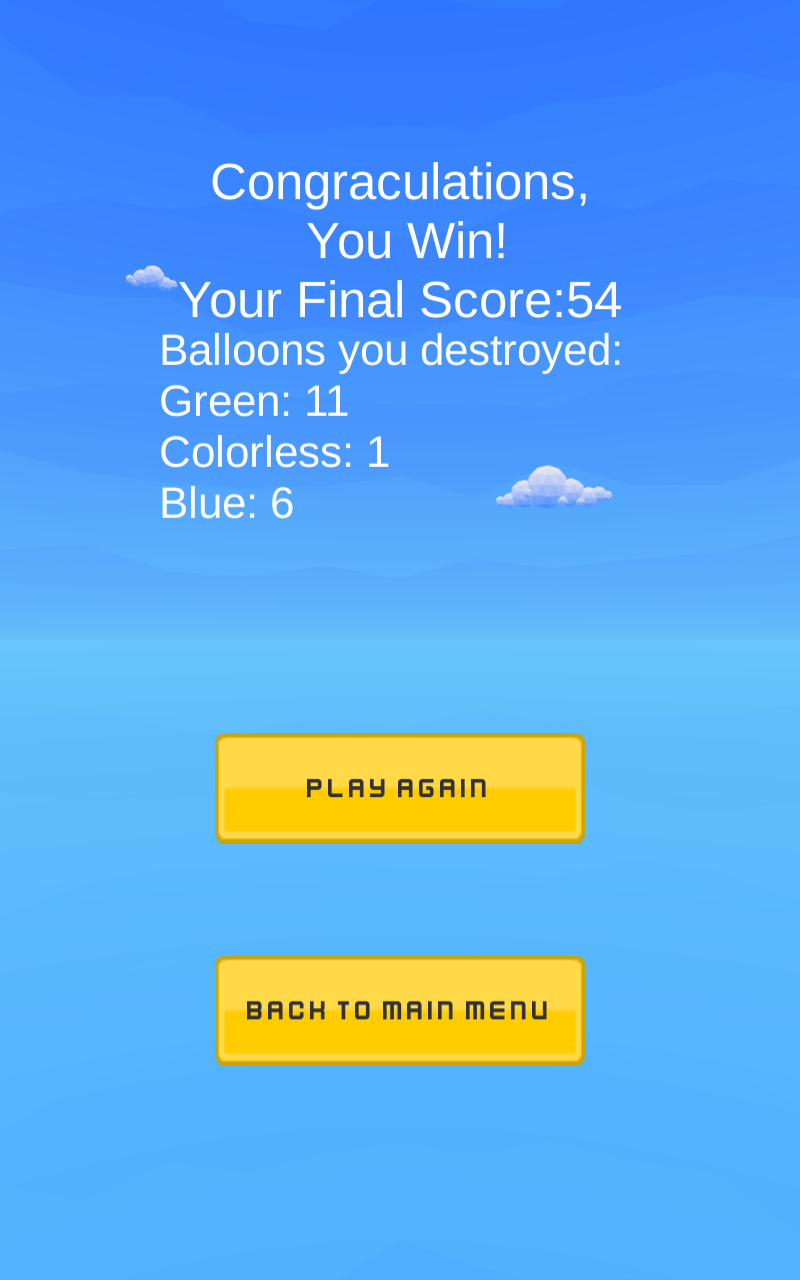 Congraculations,
You Win!
Your Final Score:54
Balloons you destroyed:
Green: 11
Colorless: 1
Blue: 6
PLAY AGAIN
BACK TO MAIN MENU